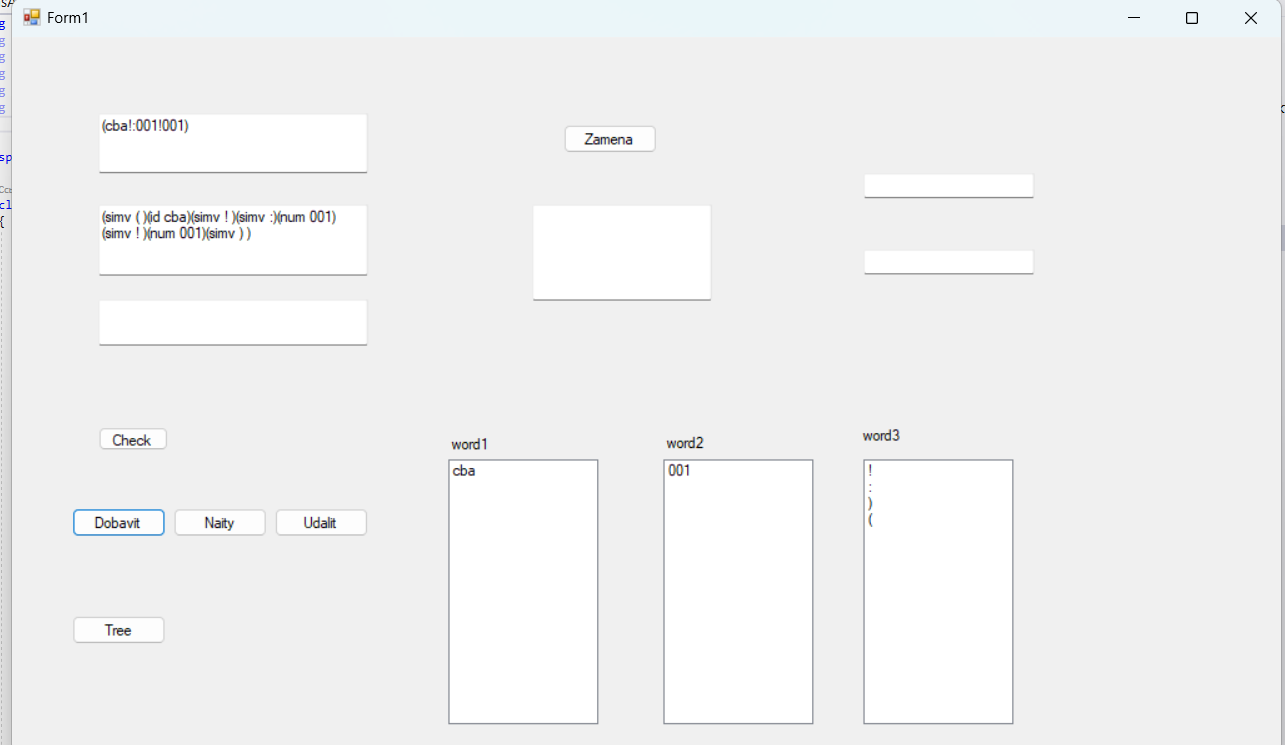 Form1
(cba!:001!001)
Zamena
(simv ( )(id cba)(simv ! )(simv :)(num 001)
(simv ! )(num 001)(simv ) )
Check
word1
word2
word3
cba
001
!
:
)
(
Dobavit
Naity
Udalit
Tree